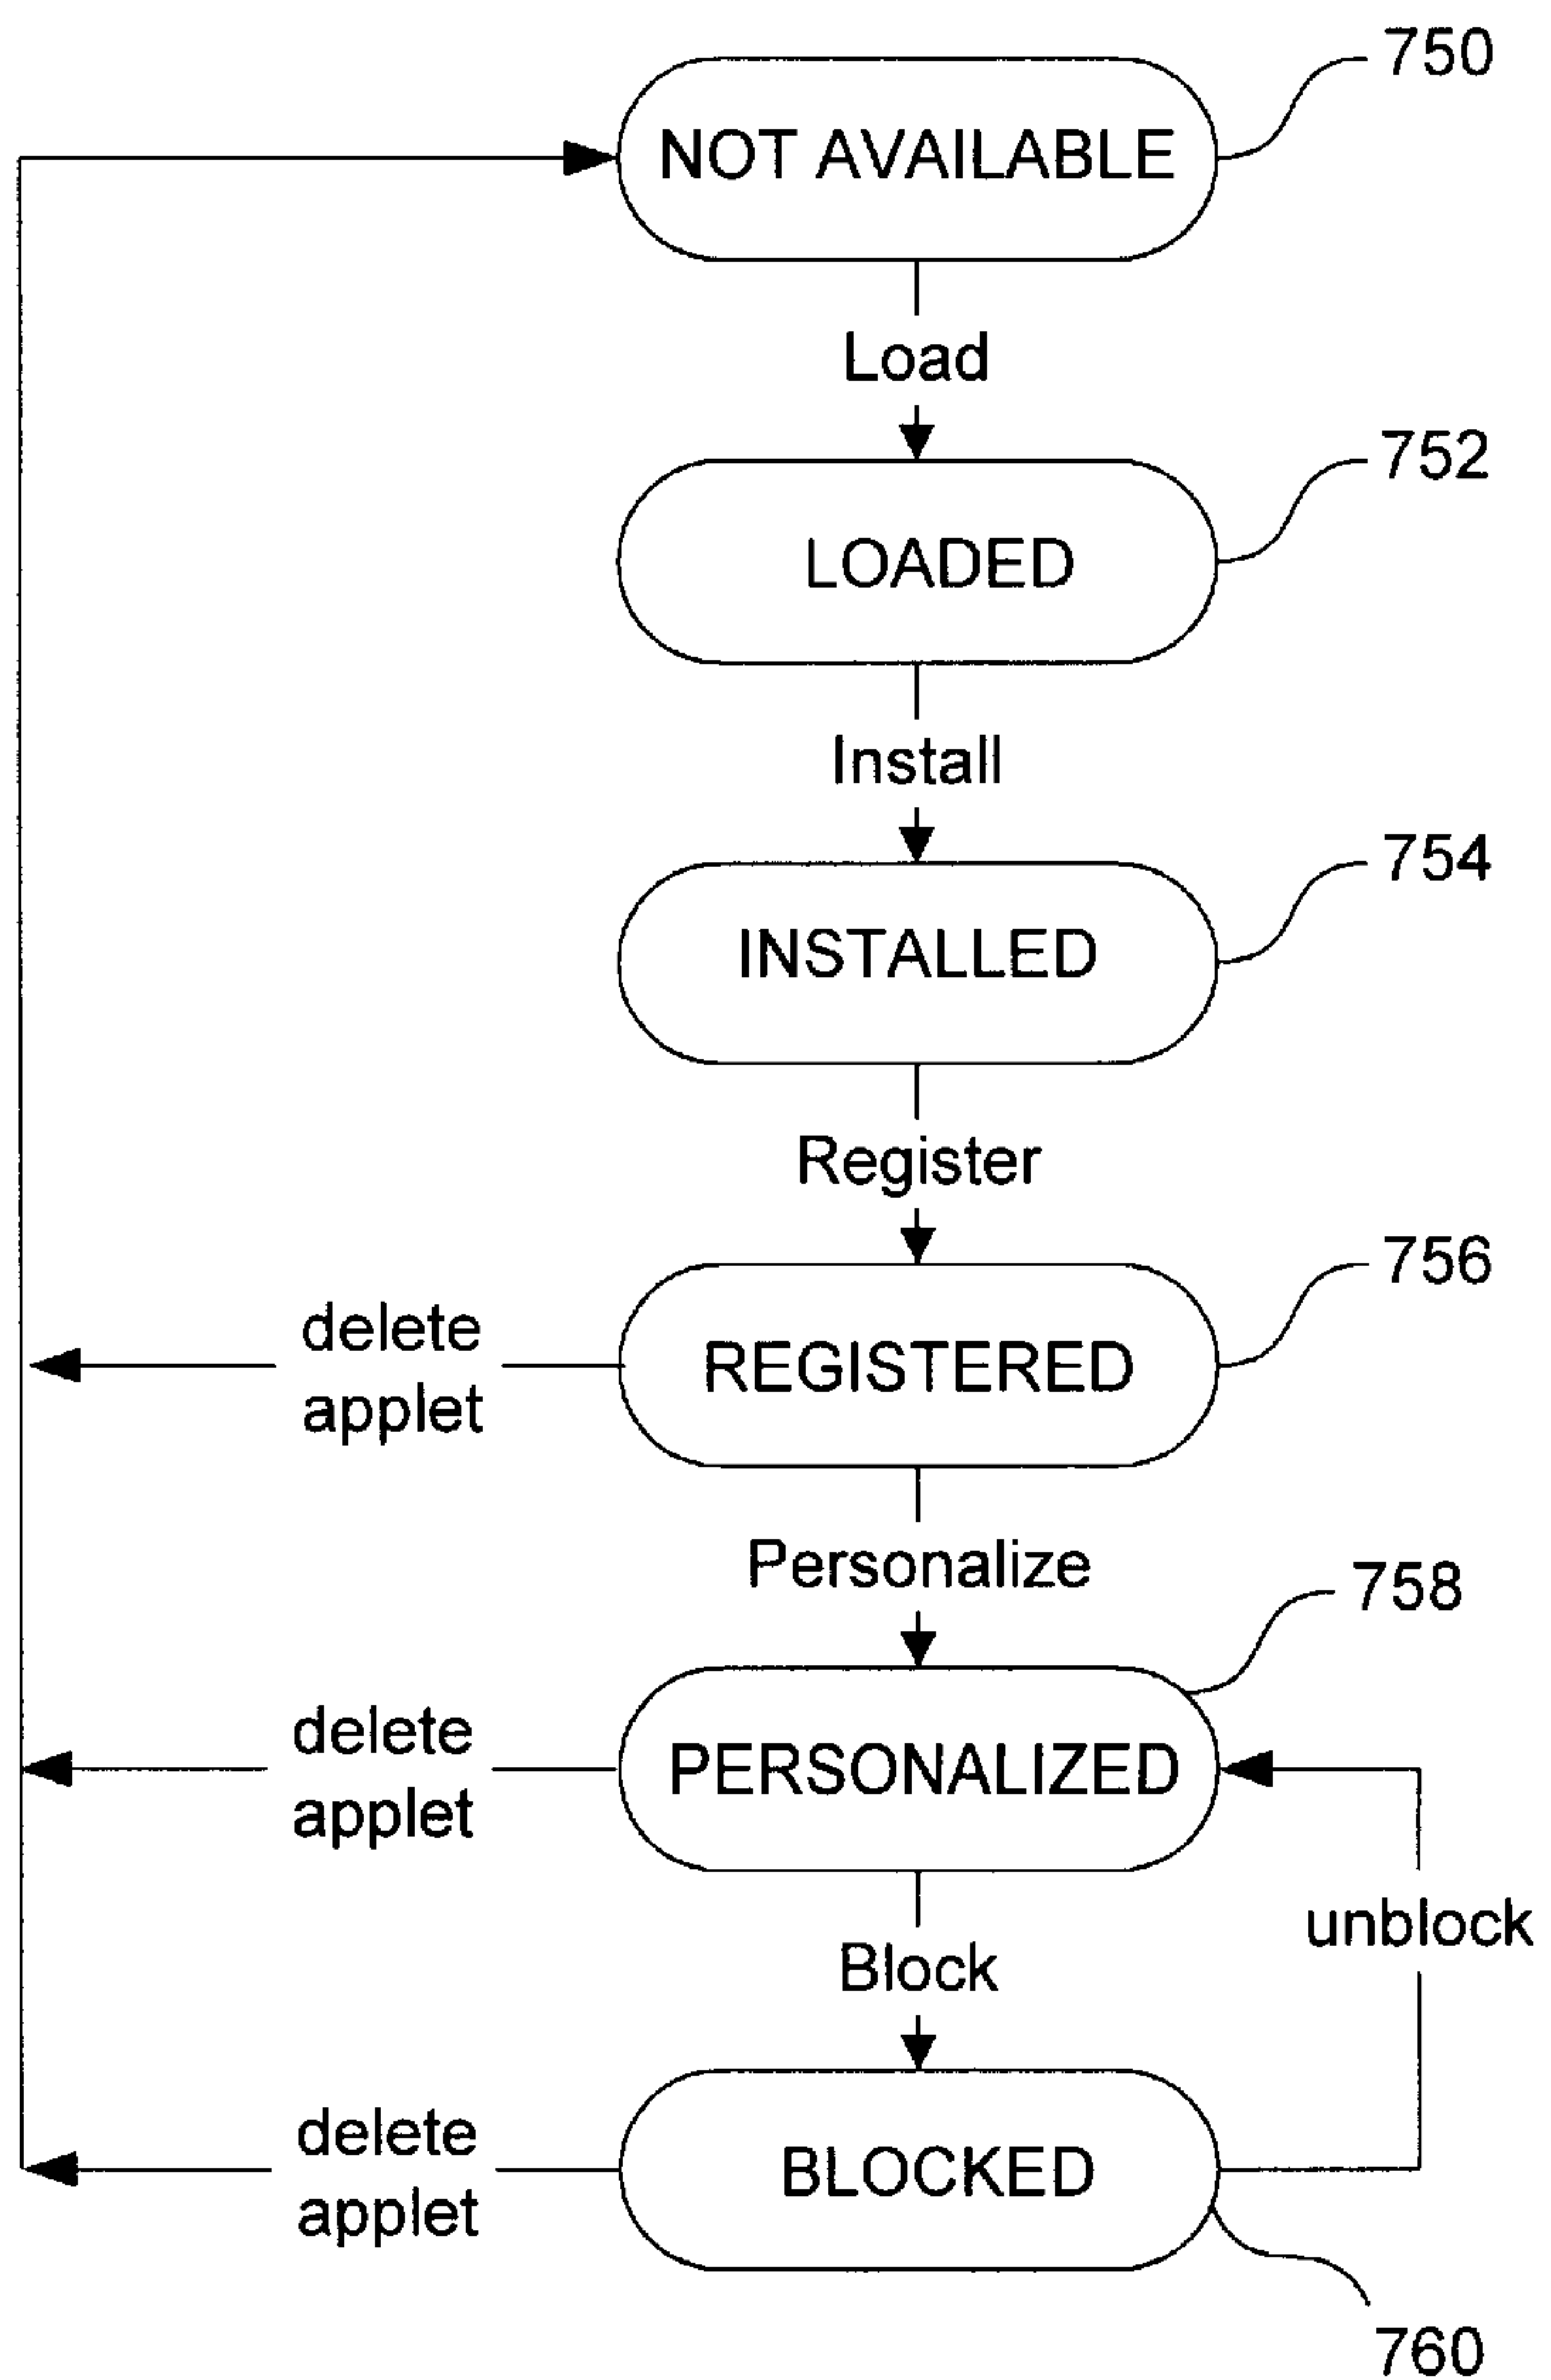 750
NOT AVAILABLE
Load
752
LOADED
Install
754
INSTALLED
Register
756
delete
applet
REGISTERED
Personalize
758
delete
applet
PERSONALIZED
unblock
Block
delete
applet
BLOCKED
760